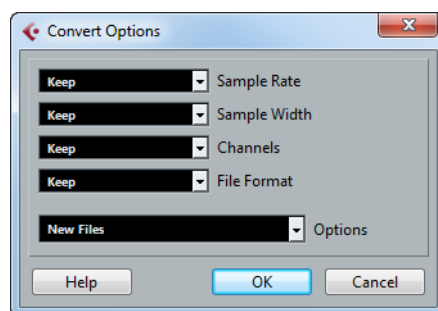 Convert Options
Keep Sample Rate
Keep Sample Width
Keep Channels
Keep File Format
New Files Options
Help OK Cancel